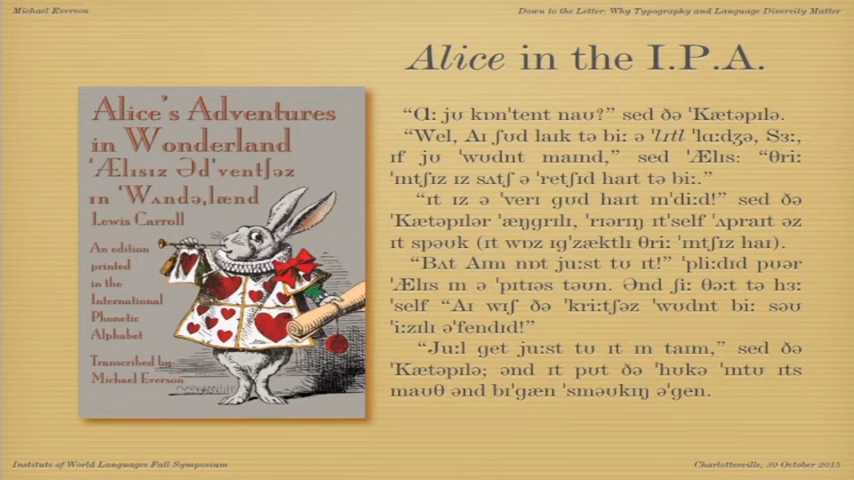 Michael Everson
Down to the Letter: Why Typography and Language Diversity Matter
Alice in the I.P.A.
Alice's Adventures
in Wonderland
ˈÆlɪsɪz Ədˈventʃəz
ɪn ˈWʌndəˌlænd
Lewis Carroll
An edition
printed
in the
International
Phonetic
Alphabet
Transcribed by
Michael Everson
“Ɑː jʊ kɒnˈtent naʊ?” sed ðə ˈKætəpɪlə.
“Wel, Aɪ ʃʊd laɪk tə biː ə ˈlɪtl ˈlɑːdʒə, Sɜː,
ɪf jʊ ˈwʊdnt maɪnd,” sed ˈÆlɪs: “θriː
ˈɪntʃɪz ɪz sʌtʃ ə ˈretʃɪd haɪt tə biː.”
“ɪt ɪz ə ˈverɪ ɡʊd haɪt ɪnˈdiːd!” sed ðə
ˈKætəpɪlər ˈæŋɡrɪlɪ, ˈrɪərɪŋ ɪtˈself ˈʌpraɪt əz
ɪt spəʊk (ɪt wɒz ɪɡˈzæktlɪ θriː ˈɪntʃɪz haɪ).
“Bʌt Aɪm nɒt juːst tʊ ɪt!” ˈpliːdɪd pʊər
ˈÆlɪs ɪn ə ˈpɪtɪəs təʊn. Ənd ʃiː θɔːt tə hɜː
ˈself “Aɪ wɪʃ ðə ˈkriːtʃəz ˈwʊdnt biː səʊ
ˈiːzɪlɪ əˈfendɪd!”
“Juːl ɡet juːst tʊ ɪt ɪn taɪm,” sed ðə
ˈKætəpɪlə; ənd ɪt pʊt ðə ˈhʊkə ˈɪntʊ ɪts
maʊθ ənd bɪˈɡæn ˈsməʊkɪŋ əˈɡen.
Institute of World Languages Fall Symposium
Charlottesville, 30 October 2015